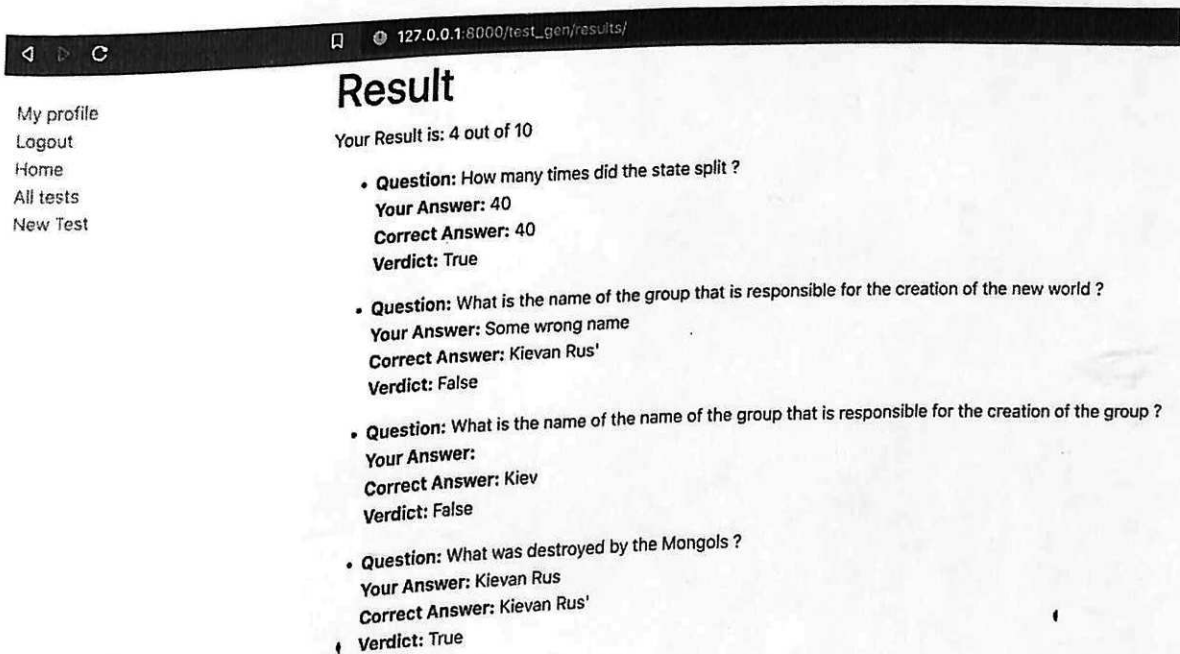 127.0.0.1:8000/test_gen/results/
My profile
Logout
Home
All tests
New Test
Result
Your Result is: 4 out of 10
• Question: How many times did the state split ?
Your Answer: 40
Correct Answer: 40
Verdict: True
• Question: What is the name of the group that is responsible for the creation of the new world ?
Your Answer: Some wrong name
Correct Answer: Kievan Rus'
Verdict: False
• Question: What is the name of the name of the group that is responsible for the creation of the group ?
Your Answer:
Correct Answer: Kiev
Verdict: False
• Question: What was destroyed by the Mongols ?
Your Answer: Kievan Rus
Correct Answer: Kievan Rus'
Verdict: True